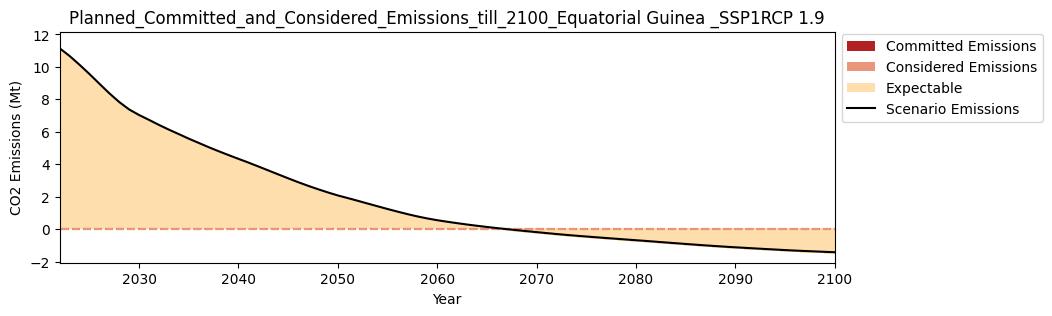 Planned_Committed_and_Considered_Emissions_till_2100_Equatorial Guinea _SSP1RCP 1.9
12
10
8
6
4
2
0
−2
CO2 Emissions (Mt)
2030 2040 2050 2060 2070 2080 2090 2100
Year
Committed Emissions
Considered Emissions
Expectable
Scenario Emissions